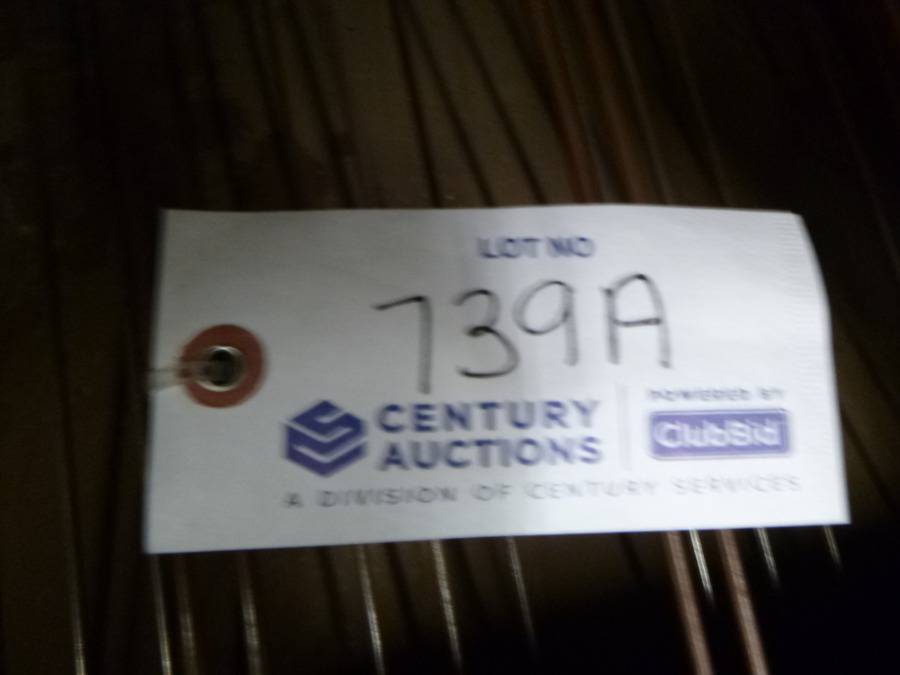 LOT NO
739A
CENTURY
AUCTIONS
POWERED BY
ClubBid
A DIVISION OF CENTURY SERVICES